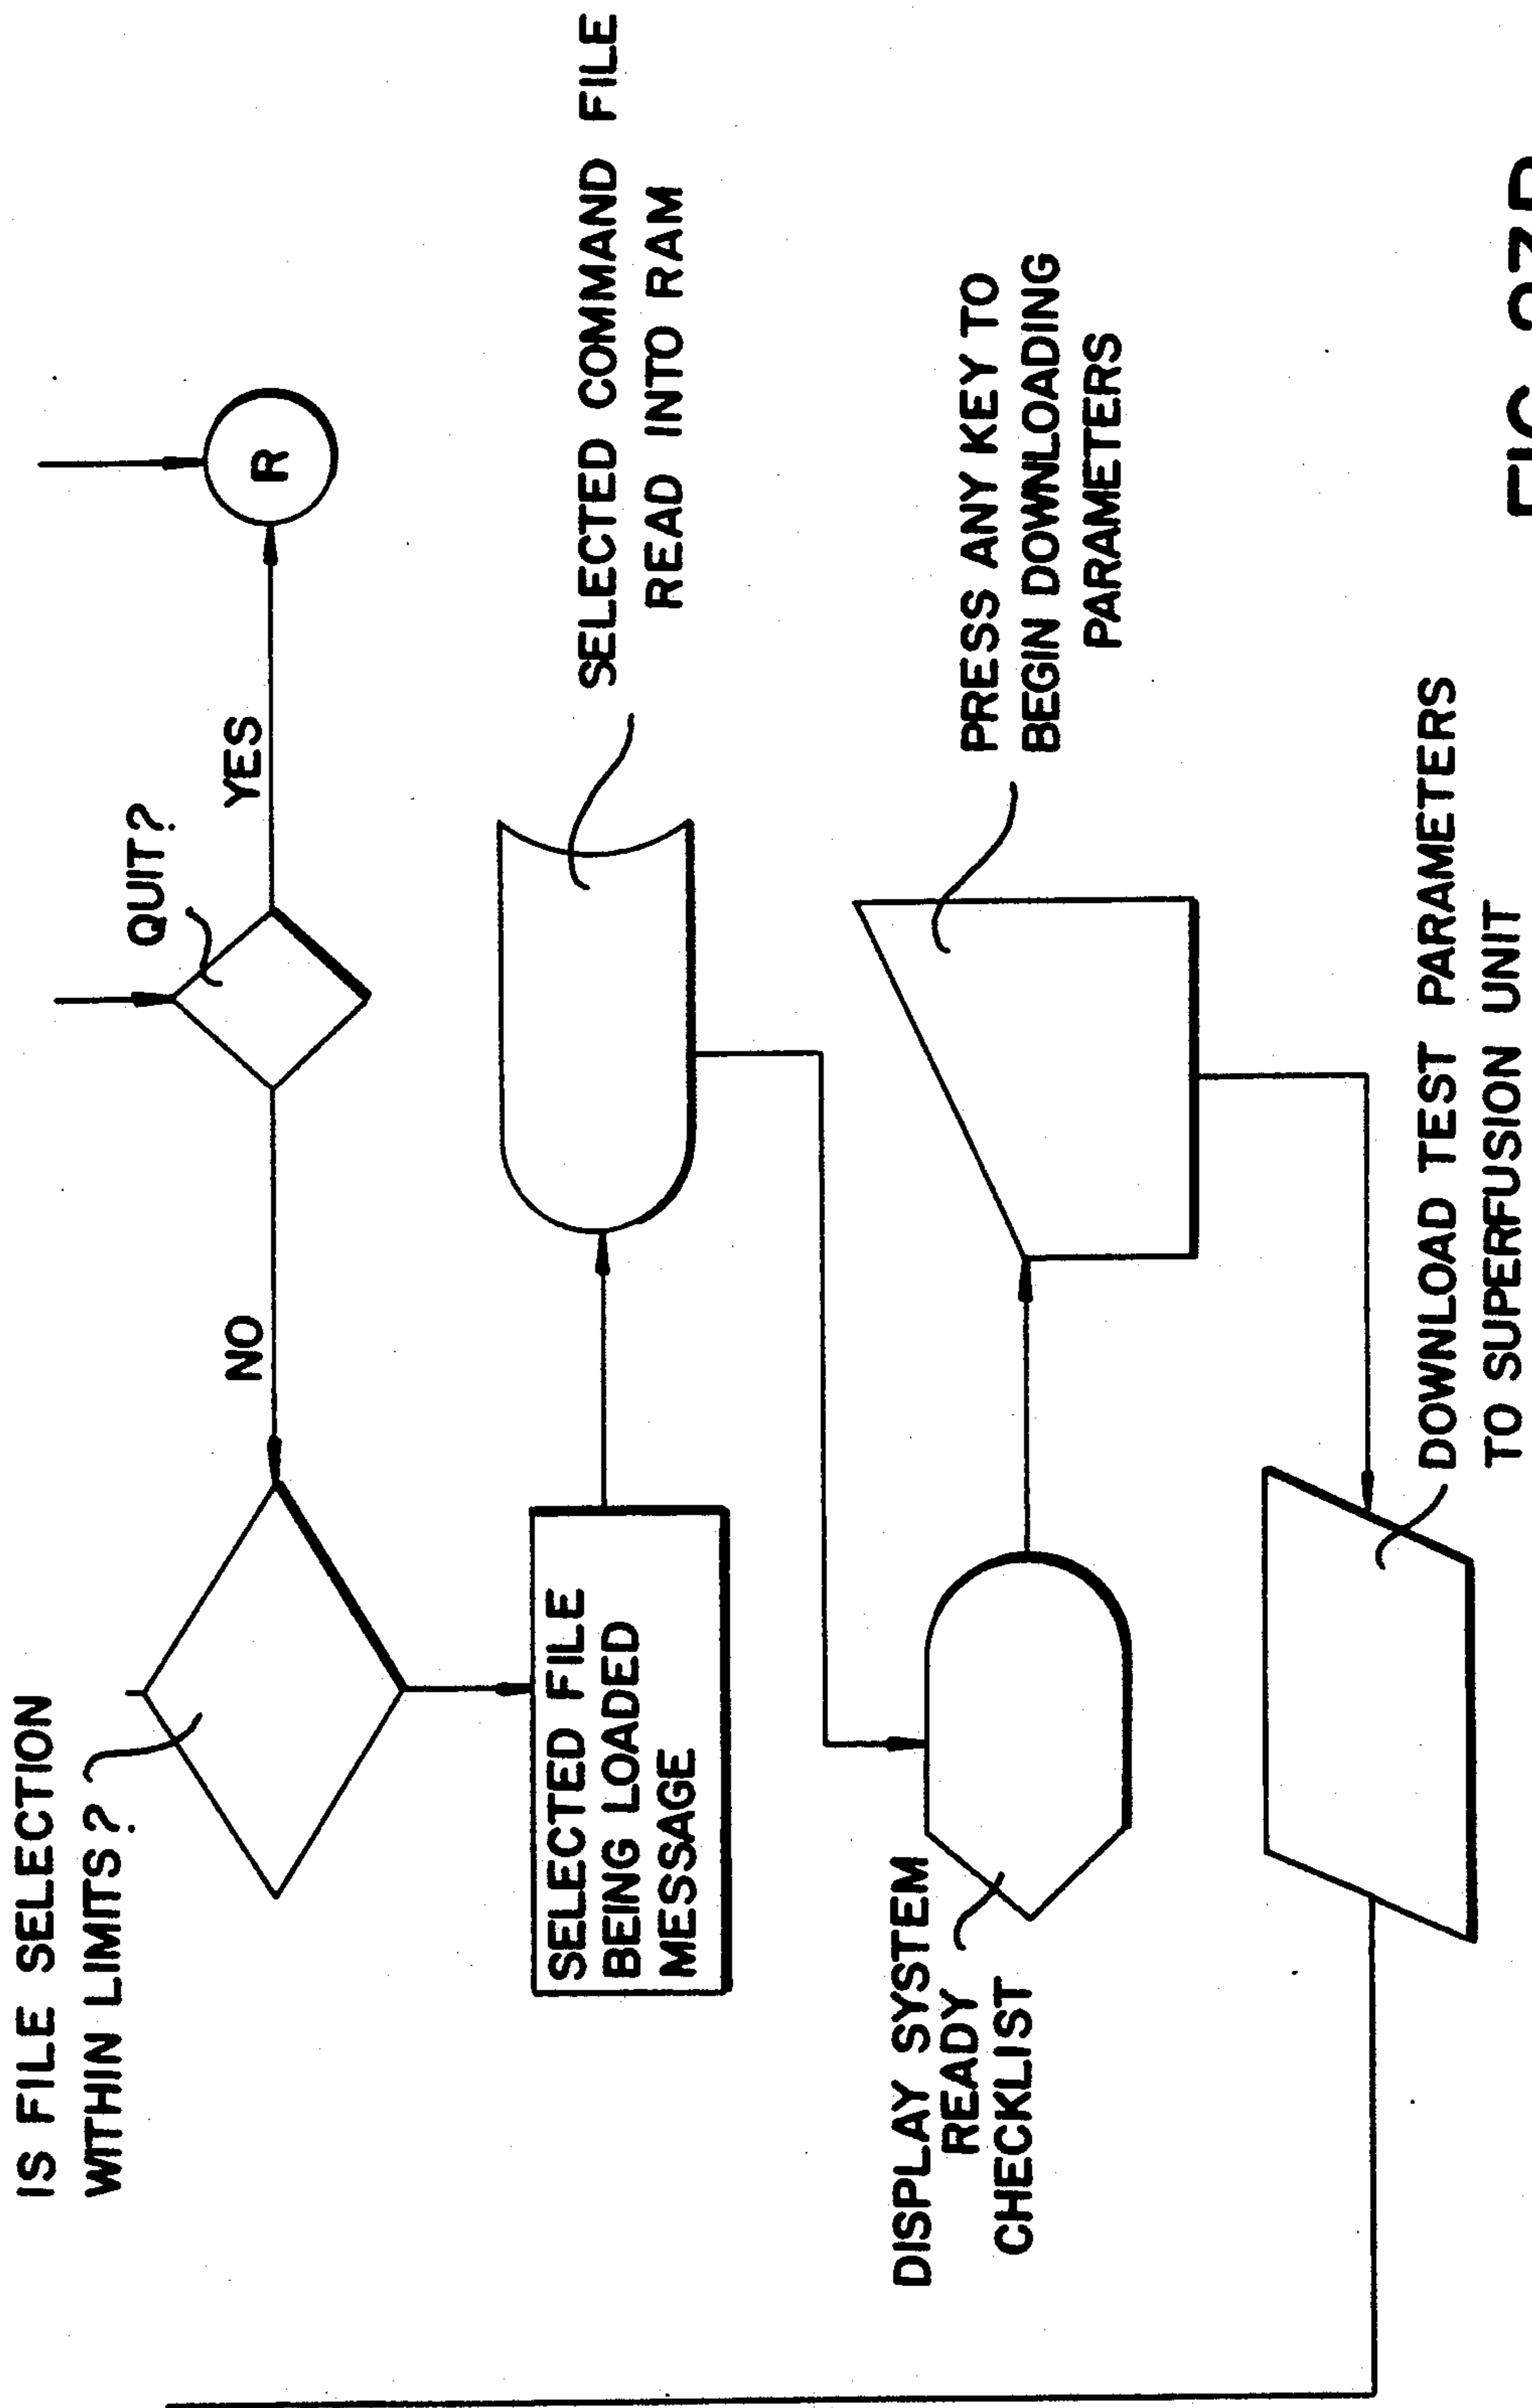 IS FILE SELECTION
WITHIN LIMITS?
QUIT?
NO
YES
R
SELECTED FILE
BEING LOADED
MESSAGE
SELECTED COMMAND FILE
READ INTO RAM
DISPLAY SYSTEM
READY
CHECKLIST
PRESS ANY KEY TO
BEGIN DOWNLOADING
PARAMETERS
DOWNLOAD TEST PARAMETERS
TO SUPERFUSION UNIT